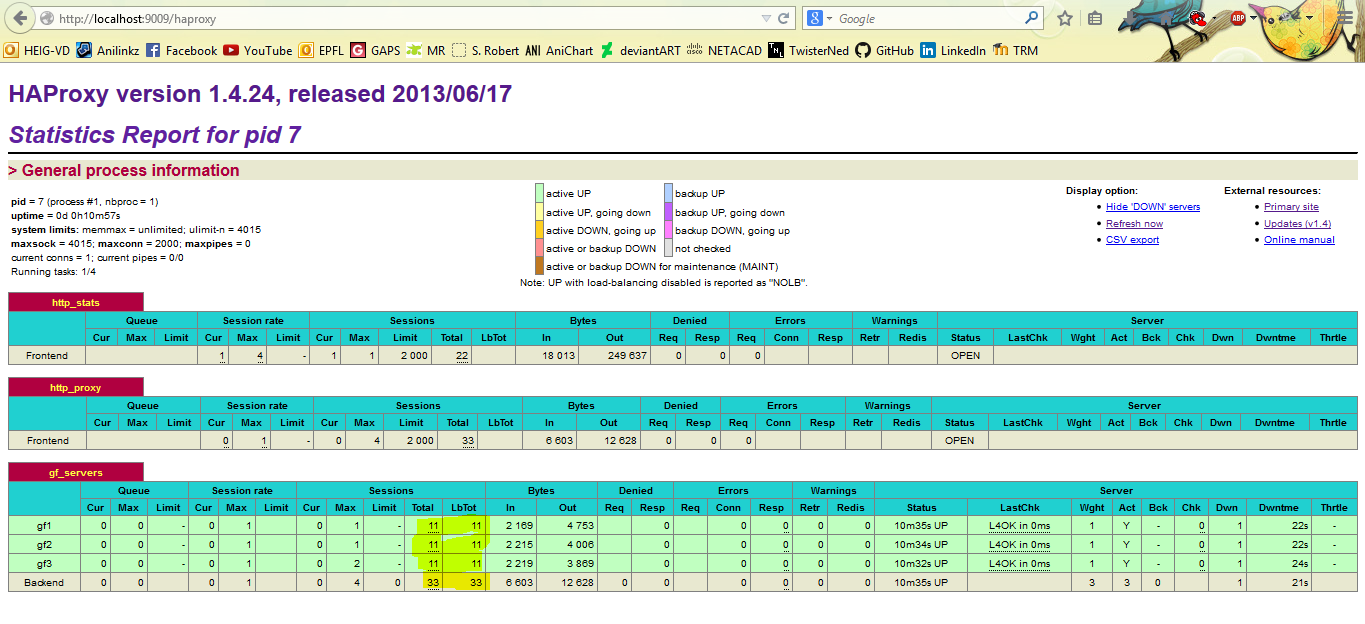 http://localhost:9009/haproxy
Google
HEIG-VD Anilinkz Facebook YouTube EPFL GAPS MR S. Robert ANI AniChart deviantART NETACAD TwisterNed GitHub LinkedIn TRM
HAProxy version 1.4.24, released 2013/06/17
Statistics Report for pid 7
> General process information
pid = 7 (process #1, nbproc = 1)
uptime = 0d 0h10m57s
system limits: memmax = unlimited; ulimit-n = 4015
maxsock = 4015; maxconn = 2000; maxpipes = 0
current conns = 1; current pipes = 0/0
Running tasks: 1/4
active UP backup UP
active UP, going down backup UP, going down
active DOWN, going up backup DOWN, going up
active or backup DOWN not checked
active or backup DOWN for maintenance (MAINT)
Note: UP with load-balancing disabled is reported as "NOLB".
Display option:
• Hide 'DOWN' servers
• Refresh now
• CSV export
External resources:
• Primary site
• Updates (v1.4)
• Online manual
http_stats
Queue Session rate Sessions Bytes Denied Errors Warnings Server
Cur Max Limit Cur Max Limit Cur Max Limit Total LbTot In Out Req Resp Req Conn Resp Retr Redis Status LastChk Wght Act Bck Chk Dwn Dwntme Thrtle
Frontend 1 4 - 1 1 2 000 22 18 013 249 637 0 0 0 OPEN
http_proxy
Queue Session rate Sessions Bytes Denied Errors Warnings Server
Cur Max Limit Cur Max Limit Cur Max Limit Total LbTot In Out Req Resp Req Conn Resp Retr Redis Status LastChk Wght Act Bck Chk Dwn Dwntme Thrtle
Frontend 0 1 - 0 4 2 000 33 6 603 12 628 0 0 0 OPEN
gf_servers
Queue Session rate Sessions Bytes Denied Errors Warnings Server
Cur Max Limit Cur Max Limit Cur Max Limit Total LbTot In Out Req Resp Req Conn Resp Retr Redis Status LastChk Wght Act Bck Chk Dwn Dwntme Thrtle
gf1 0 0 - 0 1 0 1 - 11 11 2 169 4 753 0 0 0 0 0 10m35s UP L4OK in 0ms 1 Y - 0 1 22s -
gf2 0 0 - 0 1 0 1 - 11 11 2 215 4 006 0 0 0 0 0 10m34s UP L4OK in 0ms 1 Y - 0 1 22s -
gf3 0 0 - 0 1 0 2 - 11 11 2 219 3 869 0 0 0 0 0 10m32s UP L4OK in 0ms 1 Y - 0 1 24s -
Backend 0 0 0 1 0 4 0 33 33 6 603 12 628 0 0 0 0 0 0 10m35s UP 3 3 0 1 21s